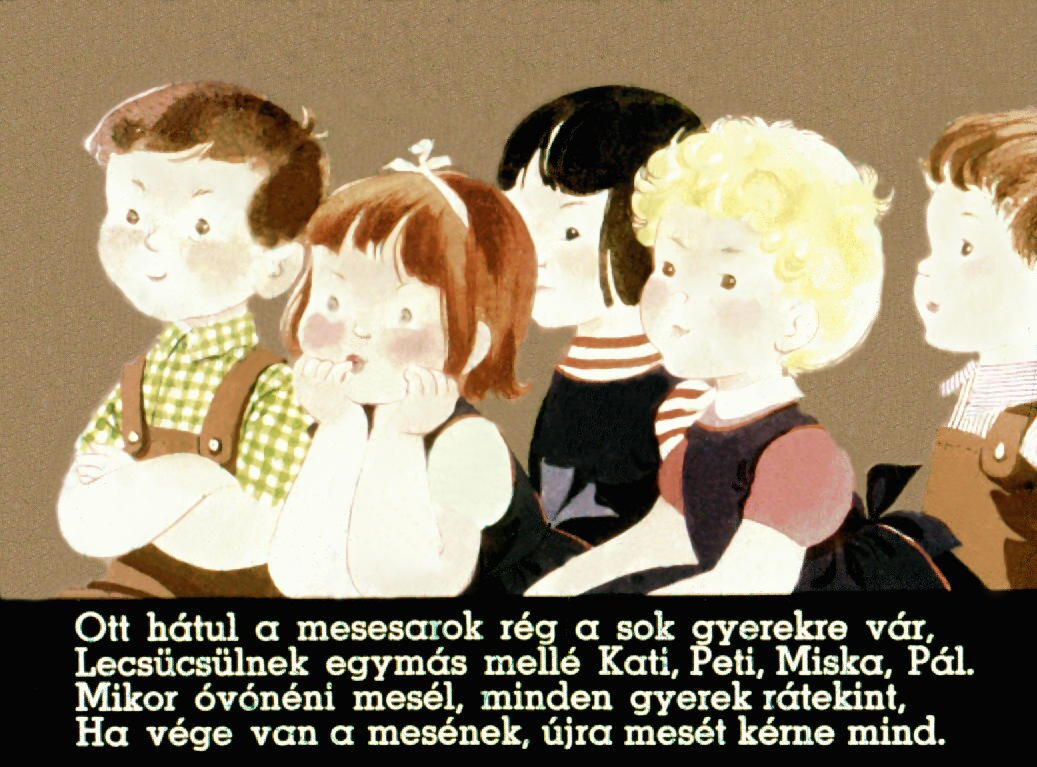 Ott hátul a mesesarok rég a sok gyerekre vár,
Lecsücsülnek egymás mellé Kati, Peti, Miska, Pál.
Mikor óvónéni mesél, minden gyerek rátekint,
Ha vége van a mesének, újra mesét kérne mind.